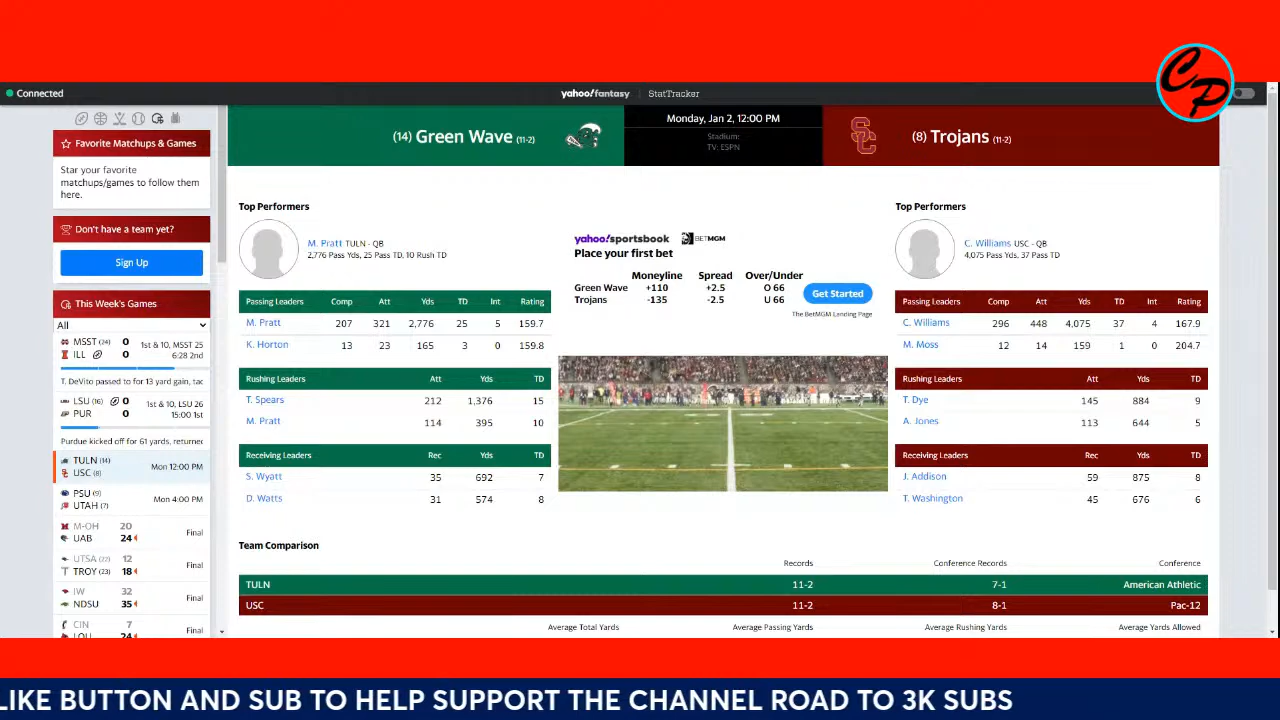 CP
Connected
yahoo!fantasy StatTracker
Favorite Matchups & Games
Star your favorite
matchups/games to follow them
here.
Don't have a team yet?
Sign Up
This Week's Games
All
MSST (24) 0 1st & 10, MSST 25
ILL 0 6:28 2nd
T. DeVito passed to for 13 yard gain, tac
LSU (16) 0 1st & 10, LSU 26
PUR 0 15:00 1st
Purdue kicked off for 61 yards, returned
TULN (14)
USC (8)
Mon 12:00 PM
PSU (9)
UTAH (7)
Mon 4:00 PM
M-OH 20
UAB 24
Final
UTSA (22) 12
TROY (23) 18
Final
IW 32
NDSU 35
Final
CIN 7
LOU 24
Final
(14) Green Wave (11-2)
Monday, Jan 2, 12:00 PM
Stadium:
TV: ESPN
SC
(8) Trojans (11-2)
Top Performers
M. Pratt TULN - QB
2,776 Pass Yds, 25 Pass TD, 10 Rush TD
Passing Leaders Comp Att Yds TD Int Rating
M. Pratt 207 321 2,776 25 5 159.7
K. Horton 13 23 165 3 0 159.8
Rushing Leaders Att Yds TD
T. Spears 212 1,376 15
M. Pratt 114 395 10
Receiving Leaders Rec Yds TD
S. Wyatt 35 692 7
D. Watts 31 574 8
yahoo!sportsbook BETMGM
Place your first bet
Moneyline Spread Over/Under
Green Wave +110 +2.5 O 66
Trojans -135 -2.5 U 66
Get Started
The BetMGM Landing Page
Top Performers
C. Williams USC - QB
4,075 Pass Yds, 37 Pass TD
Passing Leaders Comp Att Yds TD Int Rating
C. Williams 296 448 4,075 37 4 167.9
M. Moss 12 14 159 1 0 204.7
Rushing Leaders Att Yds TD
T. Dye 145 884 9
A. Jones 113 644 5
Receiving Leaders Rec Yds TD
J. Addison 59 875 8
T. Washington 45 676 6
Team Comparison
Records Conference Records Conference
TULN 11-2 7-1 American Athletic
USC 11-2 8-1 Pac-12
Average Total Yards Average Passing Yards Average Rushing Yards Average Yards Allowed
LIKE BUTTON AND SUB TO HELP SUPPORT THE CHANNEL ROAD TO 3K SUBS